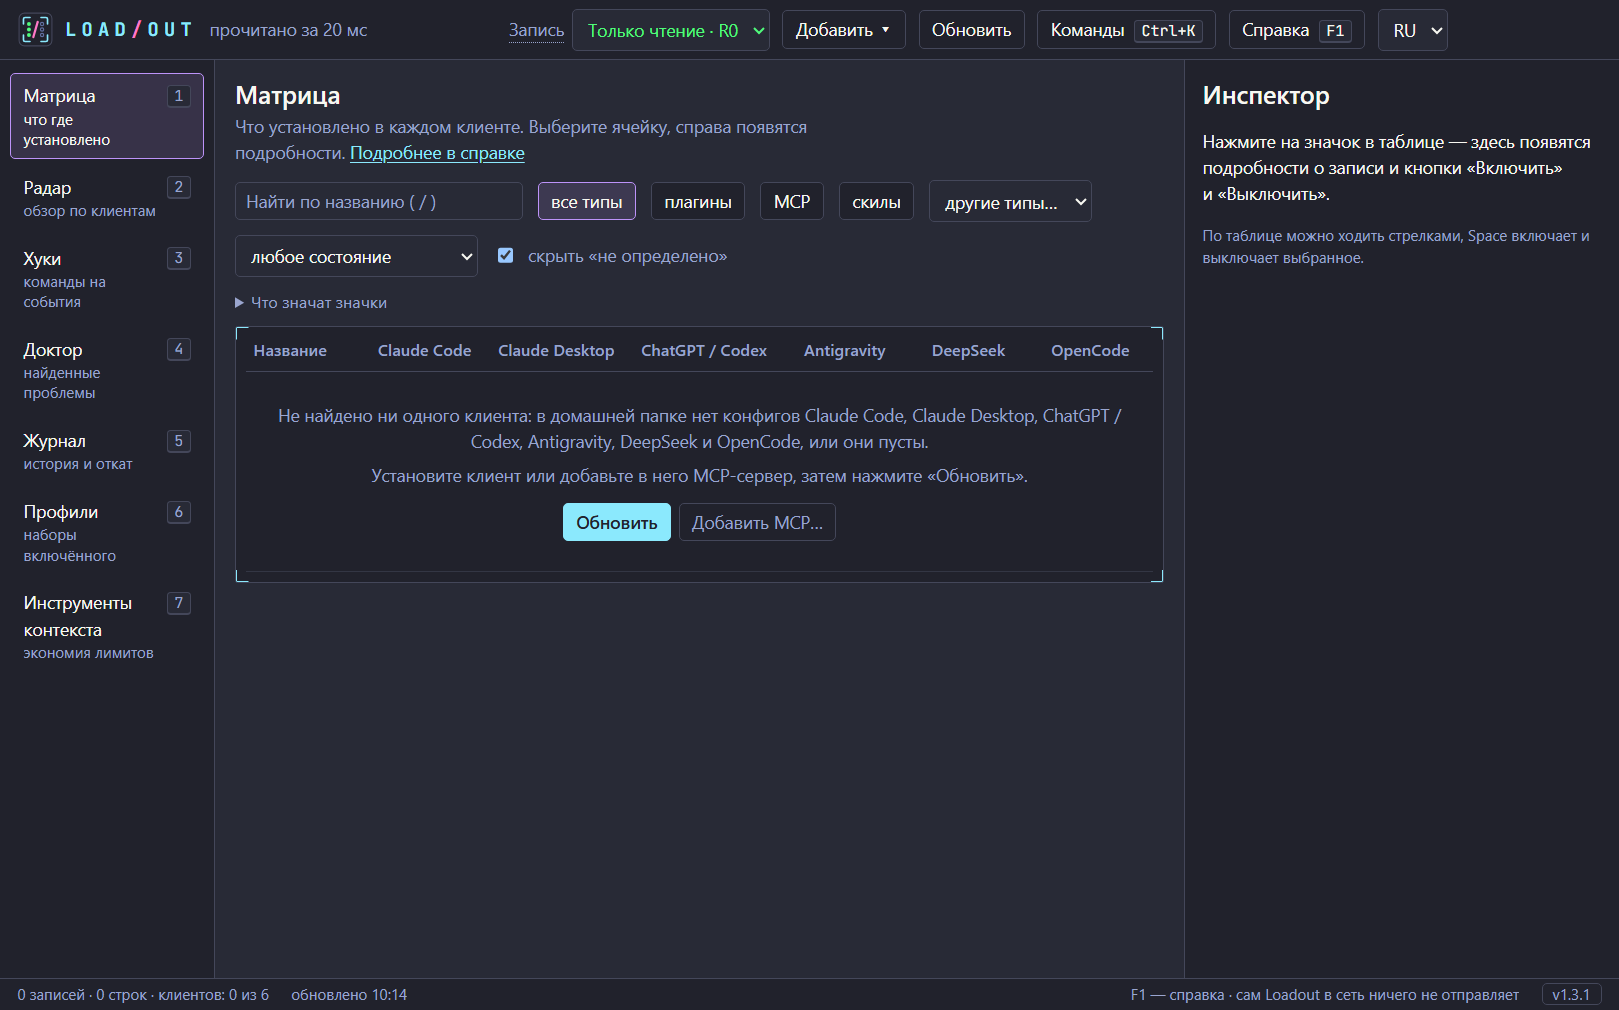 LOAD/OUT прочитано за 20 мс Запись Только чтение · R0 Добавить ▼ Обновить Команды Ctrl+K Справка F1 RU
Матрица 1
что где
установлено
Радар 2
обзор по клиентам
Хуки 3
команды на
события
Доктор 4
найденные
проблемы
Журнал 5
история и откат
Профили 6
наборы
включённого
Инструменты 7
контекста
экономия лимитов
Матрица
Что установлено в каждом клиенте. Выберите ячейку, справа появятся
подробности. Подробнее в справке
Найти по названию ( / ) все типы плагины MCP скилы другие типы...
любое состояние скрыть «не определено»
▶ Что значат значки
Название Claude Code Claude Desktop ChatGPT / Codex Antigravity DeepSeek OpenCode
Не найдено ни одного клиента: в домашней папке нет конфигов Claude Code, Claude Desktop, ChatGPT /
Codex, Antigravity, DeepSeek и OpenCode, или они пусты.
Установите клиент или добавьте в него MCP-сервер, затем нажмите «Обновить».
Обновить Добавить MCP...
Инспектор
Нажмите на значок в таблице — здесь появятся
подробности о записи и кнопки «Включить»
и «Выключить».
По таблице можно ходить стрелками, Space включает и
выключает выбранное.
0 записей · 0 строк · клиентов: 0 из 6 обновлено 10:14 F1 — справка · сам Loadout в сеть ничего не отправляет v1.3.1